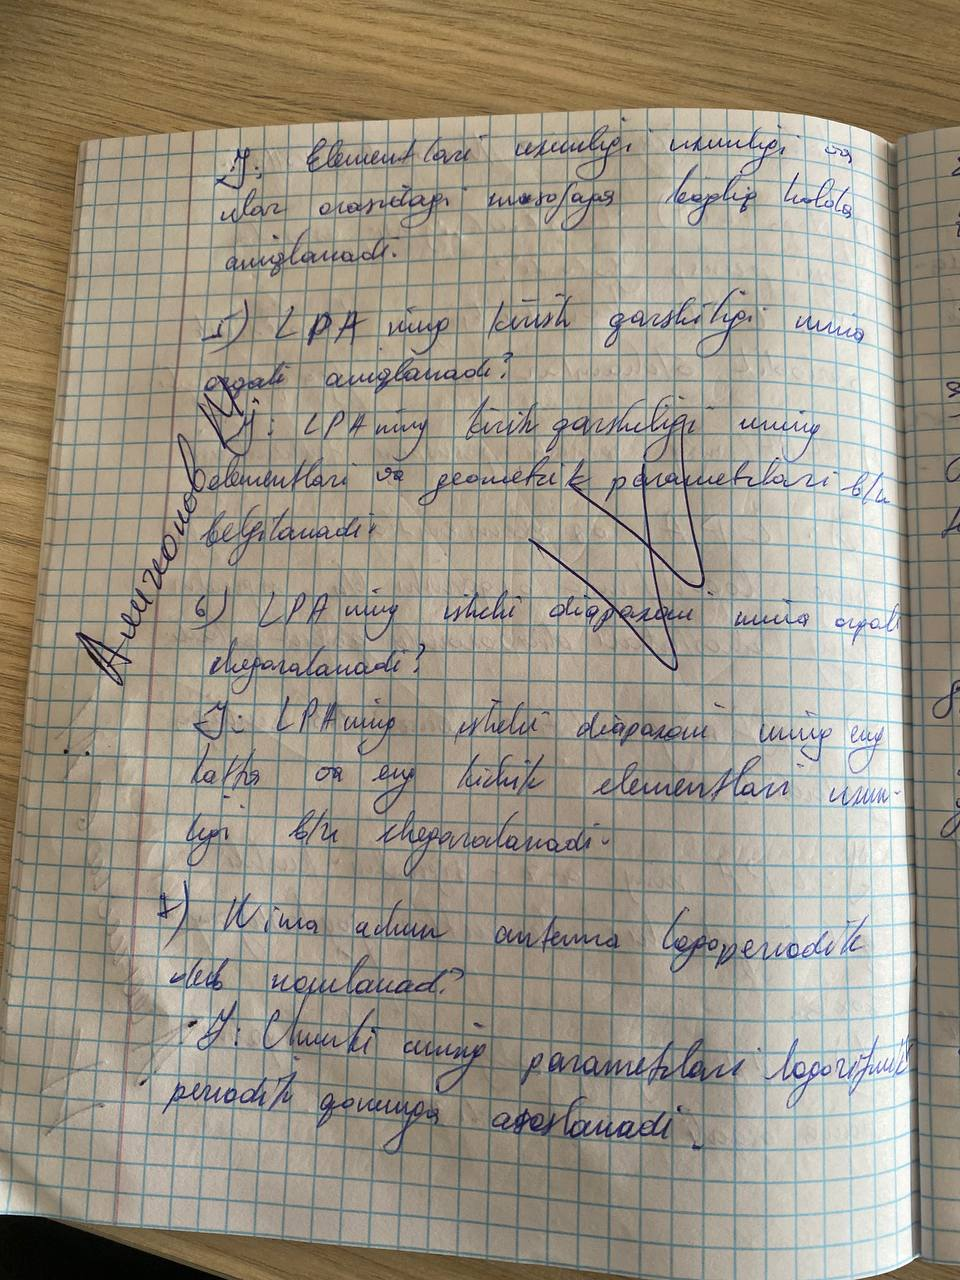 J: Elementlari uzunligi uzunligi va
ular orasidagi masofaga bog'liq holda
aniqlanadi.
5) LPA ning kirish qarshiligi nima
orqali aniqlanadi?
J: LPA ning kirish qarshiligi uning
elementlari va geometrik parametrlari b/n
belgilanadi.
6) LPA ning ishchi diapazoni nima orqali
chegaralanadi?
J: LPA ning ishchi diapazoni uning eng
katta va eng kichik elementlari uzun-
ligi b/n chegaralanadi.
7) Nima uchun antenna logoperiodik
deb nomlanad?
J: Chunki uning parametrlari logorifmik
periodik qonunga asoslanadi.